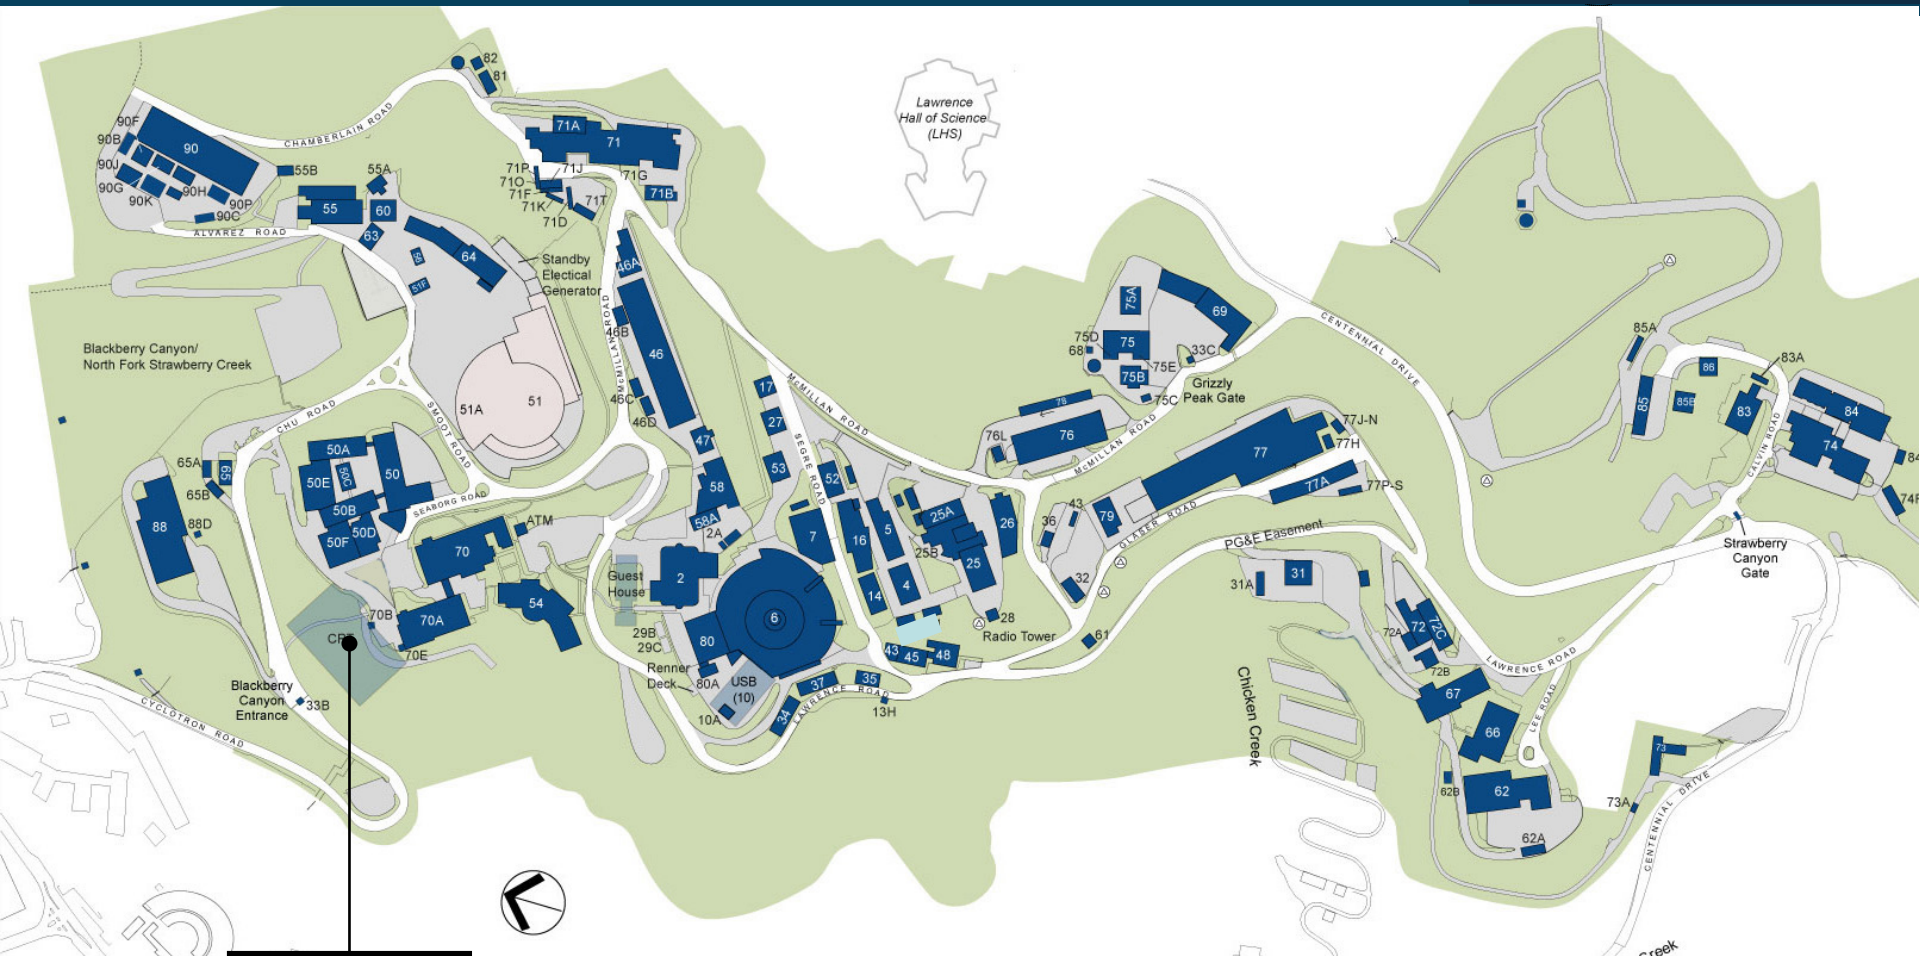 82
81
90F
90B
90
90J
90G
90K
90H
90P
90C
CHAMBERLAIN ROAD
ALVAREZ ROAD
55B
55A
55
60
63
56
51F
64
71A
71
71P
71J
71O
71F
71K
71G
71B
71T
71D
Standby
Electical
Generator
Lawrence
Hall of Science
(LHS)
Blackberry Canyon/
North Fork Strawberry Creek
46A
46B
46
46C
46D
McMILLAN ROAD
51A
51
CHU ROAD
SMOOT ROAD
SEABORG ROAD
65A
65
65B
88
88D
50A
50E
50C
50
50B
50D
50F
70
ATM
70B
70A
70E
54
Guest
House
29B
29C
Renner
Deck
2
2A
47
58
58A
17
27
53
52
SEGRE ROAD
McMILLAN ROAD
7
16
5
14
4
25A
25B
25
26
28
Radio Tower
6
80
80A
USB
(10)
10A
34
37
35
13H
43
45
48
61
LAWRENCE ROAD
Blackberry
Canyon
Entrance
33B
CYCLOTRON ROAD
75A
75D
68
75
75B
75E
75C
69
33C
Grizzly
Peak Gate
78
76
76L
McMILLAN ROAD
77
77J-N
77H
77A
77P-S
79
43
36
32
GLASER ROAD
PG&E Easement
CENTENNIAL DRIVE
31A
31
72A
72
72C
72B
LAWRENCE ROAD
67
66
LEE ROAD
62
62B
62A
73
73A
CENTENNIAL DRIVE
Chicken Creek
85A
85
85B
86
83A
83
84
74
CALVIN ROAD
Strawberry
Canyon
Gate
Creek